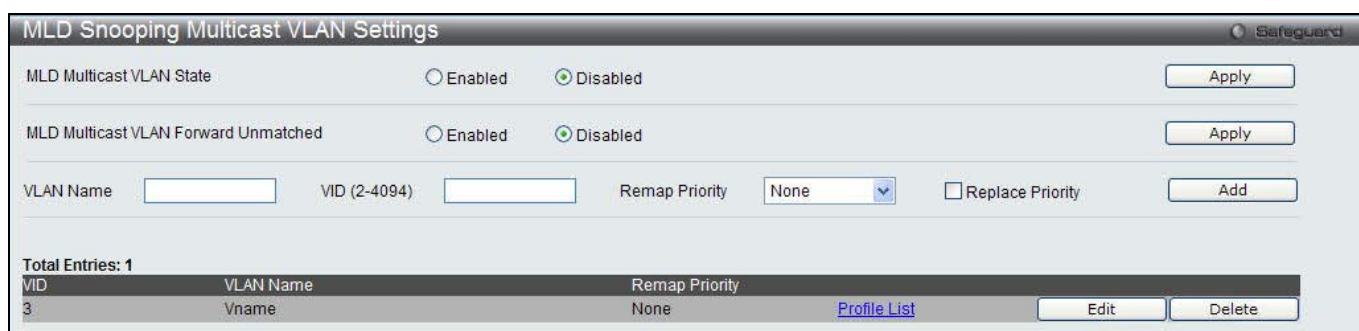 MLD Snooping Multicast VLAN Settings Safeguard
MLD Multicast VLAN State Enabled Disabled Apply
MLD Multicast VLAN Forward Unmatched Enabled Disabled Apply
VLAN Name VID (2-4094) Remap Priority None Replace Priority Add
Total Entries: 1
VID VLAN Name Remap Priority
3 Vname None Profile List Edit Delete